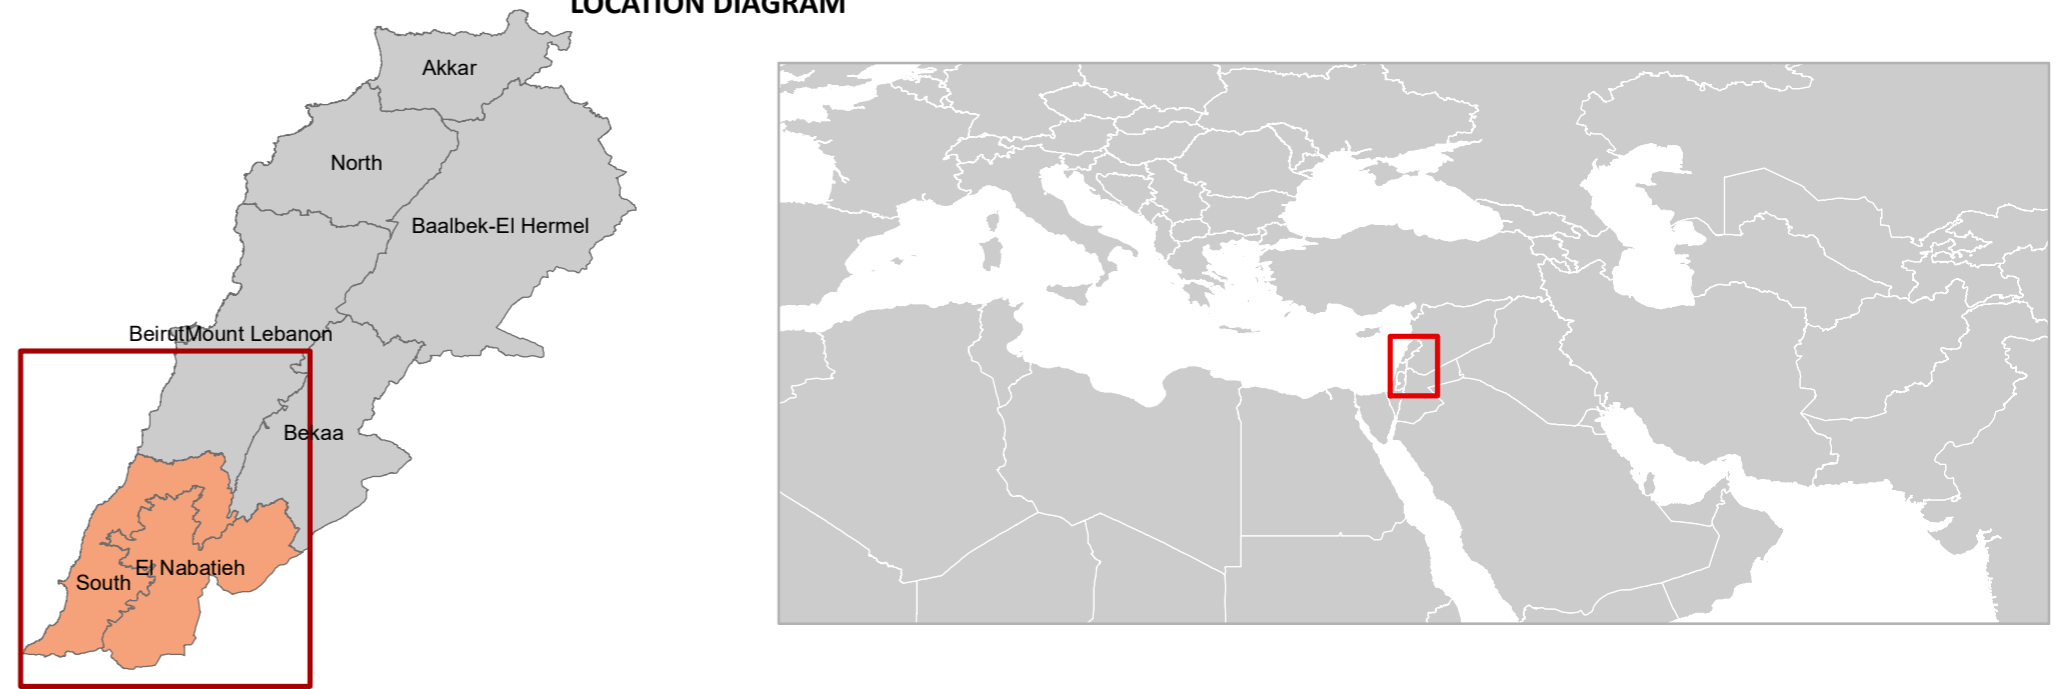 LOCATION DIAGRAM
Akkar
North
Baalbek-El Hermel
Beirut
Mount Lebanon
Bekaa
El Nabatieh
South